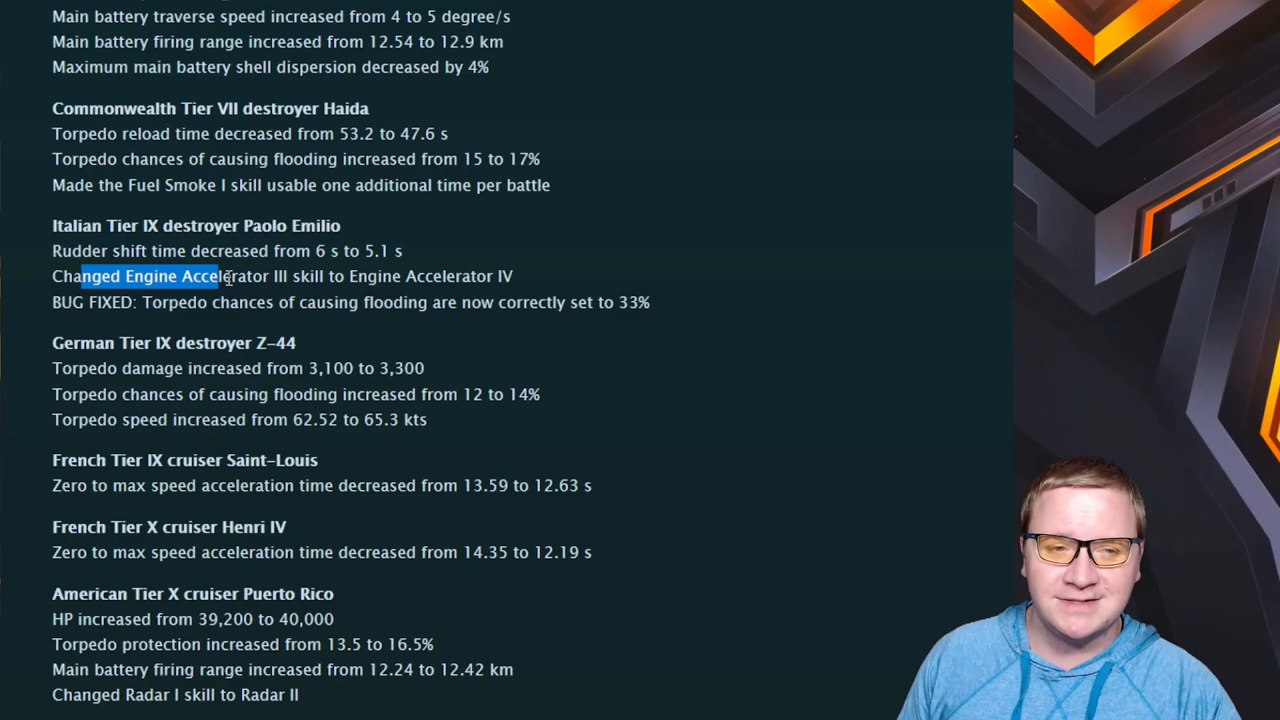 Main battery traverse speed increased from 4 to 5 degree/s
Main battery firing range increased from 12.54 to 12.9 km
Maximum main battery shell dispersion decreased by 4%
Commonwealth Tier VII destroyer Haida
Torpedo reload time decreased from 53.2 to 47.6 s
Torpedo chances of causing flooding increased from 15 to 17%
Made the Fuel Smoke I skill usable one additional time per battle
Italian Tier IX destroyer Paolo Emilio
Rudder shift time decreased from 6 s to 5.1 s
Changed Engine Accelerator III skill to Engine Accelerator IV
BUG FIXED: Torpedo chances of causing flooding are now correctly set to 33%
German Tier IX destroyer Z-44
Torpedo damage increased from 3,100 to 3,300
Torpedo chances of causing flooding increased from 12 to 14%
Torpedo speed increased from 62.52 to 65.3 kts
French Tier IX cruiser Saint-Louis
Zero to max speed acceleration time decreased from 13.59 to 12.63 s
French Tier X cruiser Henri IV
Zero to max speed acceleration time decreased from 14.35 to 12.19 s
American Tier X cruiser Puerto Rico
HP increased from 39,200 to 40,000
Torpedo protection increased from 13.5 to 16.5%
Main battery firing range increased from 12.24 to 12.42 km
Changed Radar I skill to Radar II